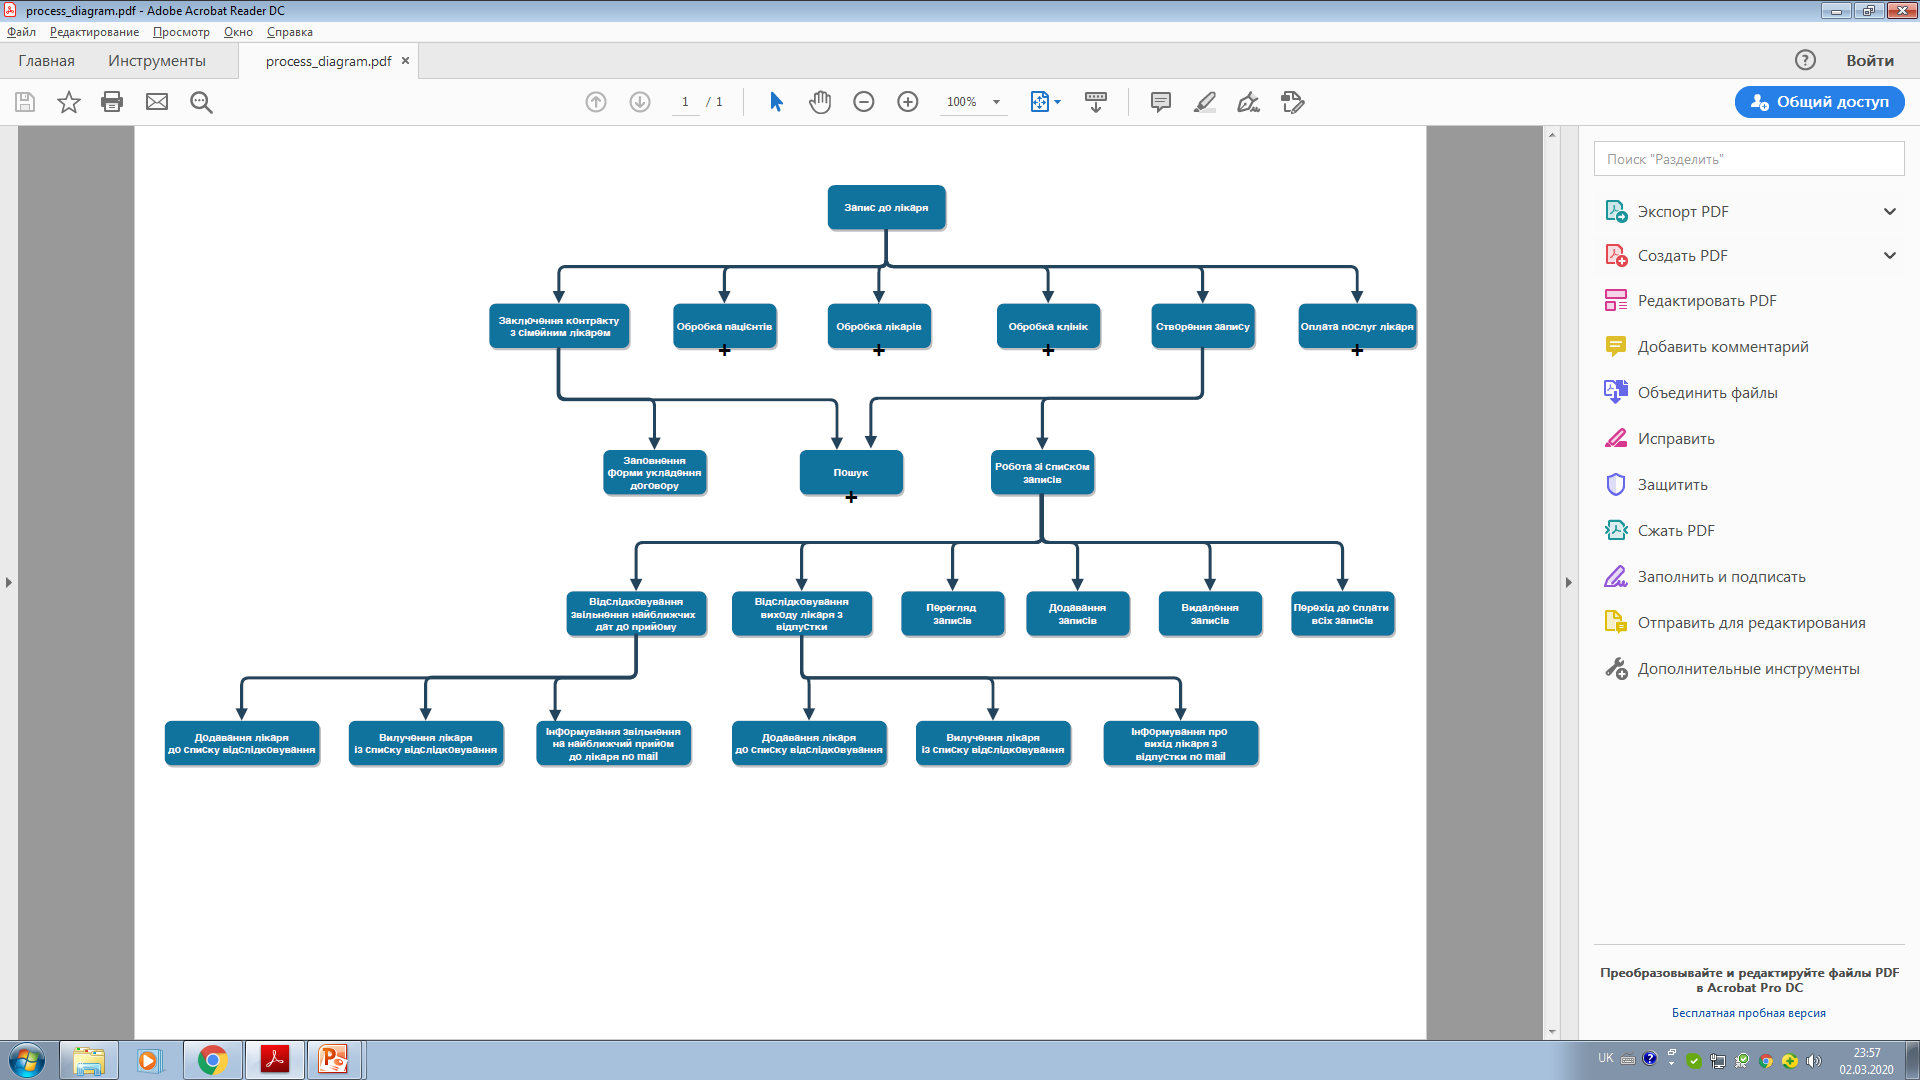 process_diagram.pdf - Adobe Acrobat Reader DC
Файл Редактирование Просмотр Окно Справка
Главная Инструменты process_diagram.pdf × Войти
1 / 1 100% Общий доступ
Поиск "Разделить"
Экспорт PDF
Создать PDF
Редактировать PDF
Добавить комментарий
Объединить файлы
Исправить
Защитить
Сжать PDF
Заполнить и подписать
Отправить для редактирования
Дополнительные инструменты
Преобразовывайте и редактируйте файлы PDF
в Acrobat Pro DC
Бесплатная пробная версия
Запис до лікаря
Заключення контракту
з сімейним лікарем
Обробка пацієнтів
+
Обробка лікарів
+
Обробка клінік
+
Створення запису
Оплата послуг лікаря
+
Заповнення
форми укладення
договору
Пошук
+
Робота зі списком
записів
Відслідковування
звільнення найближчих
дат до прийому
Відслідковування
виходу лікаря з
відпустки
Перегляд
записів
Додавання
записів
Видалення
записів
Перехід до сплати
всіх записів
Додавання лікаря
до списку відслідковування
Вилучення лікаря
із списку відслідковування
Інформування звільнення
на найближчий прийом
до лікаря по mail
Додавання лікаря
до списку відслідковування
Вилучення лікаря
із списку відслідковування
Інформування про
вихід лікаря з
відпустки по mail
UK
23:57
02.03.2020